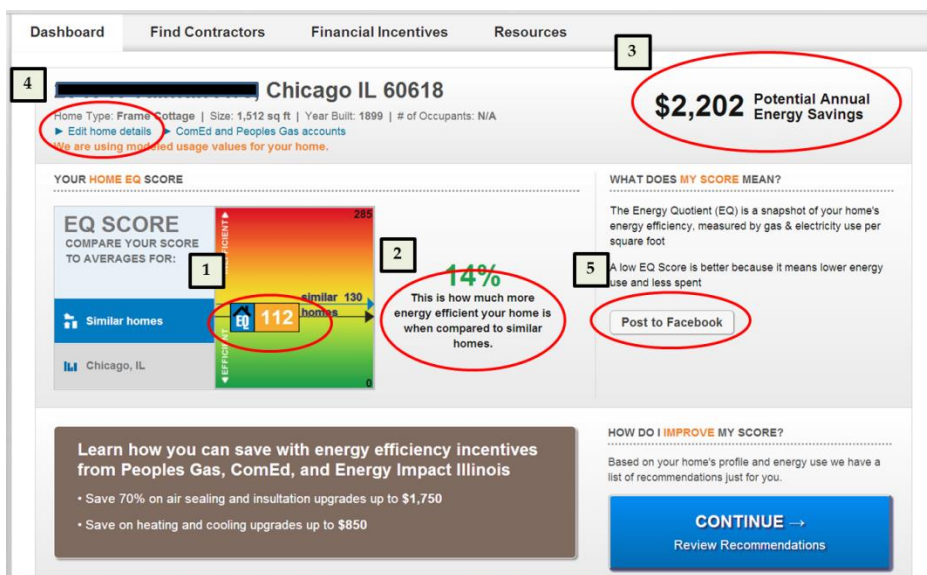 Dashboard Find Contractors Financial Incentives Resources
3
4
, Chicago IL 60618
$2,202 Potential Annual
Energy Savings
Home Type: Frame Cottage | Size: 1,512 sq ft | Year Built: 1899 | # of Occupants: N/A
► Edit home details ► ComEd and Peoples Gas accounts
We are using modeled usage values for your home.
YOUR HOME EQ SCORE
EQ SCORE
COMPARE YOUR SCORE
TO AVERAGES FOR:
Similar homes
Chicago, IL
285
1
similar 130
homes
EQ 112
EFFICIENT
0
2
14%
This is how much more
energy efficient your home is
when compared to similar
homes.
WHAT DOES MY SCORE MEAN?
The Energy Quotient (EQ) is a snapshot of your home's
energy efficiency, measured by gas & electricity use per
square foot
5
A low EQ Score is better because it means lower energy
use and less spent
Post to Facebook
Learn how you can save with energy efficiency incentives
from Peoples Gas, ComEd, and Energy Impact Illinois
• Save 70% on air sealing and insultation upgrades up to $1,750
• Save on heating and cooling upgrades up to $850
HOW DO I IMPROVE MY SCORE?
Based on your home's profile and energy use we have a
list of recommendations just for you.
CONTINUE →
Review Recommendations